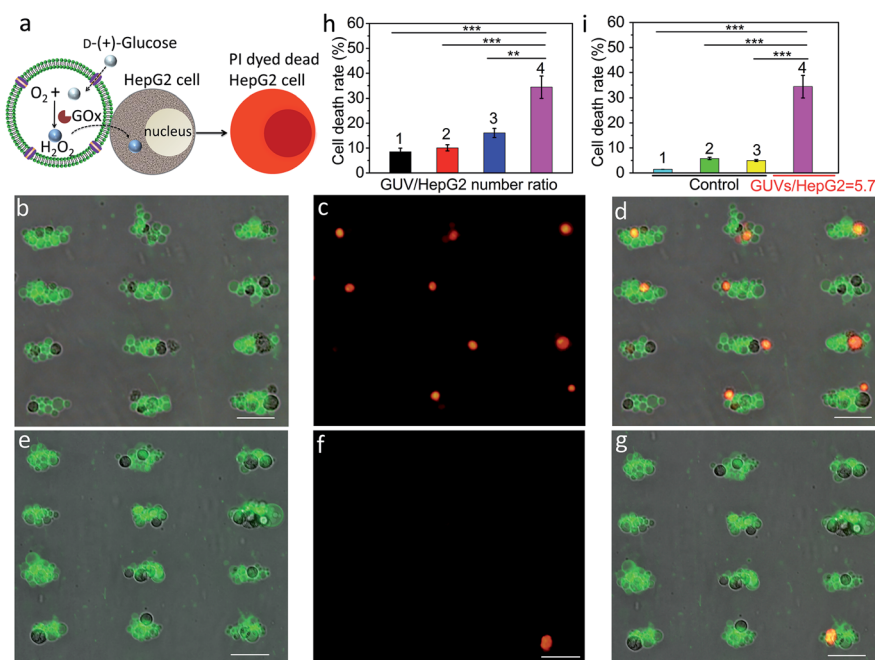 a
D-(+)-Glucose
O2 +
GOx
H2O2
HepG2 cell
nucleus
PI dyed dead
HepG2 cell
h
Cell death rate (%)
60
50
40
30
20
10
0
***
***
**
1
2
3
4
GUV/HepG2 number ratio
i
Cell death rate (%)
60
50
40
30
20
10
0
***
***
***
1
2
3
4
Control
GUVs/HepG2=5.7
b
c
d
e
f
g